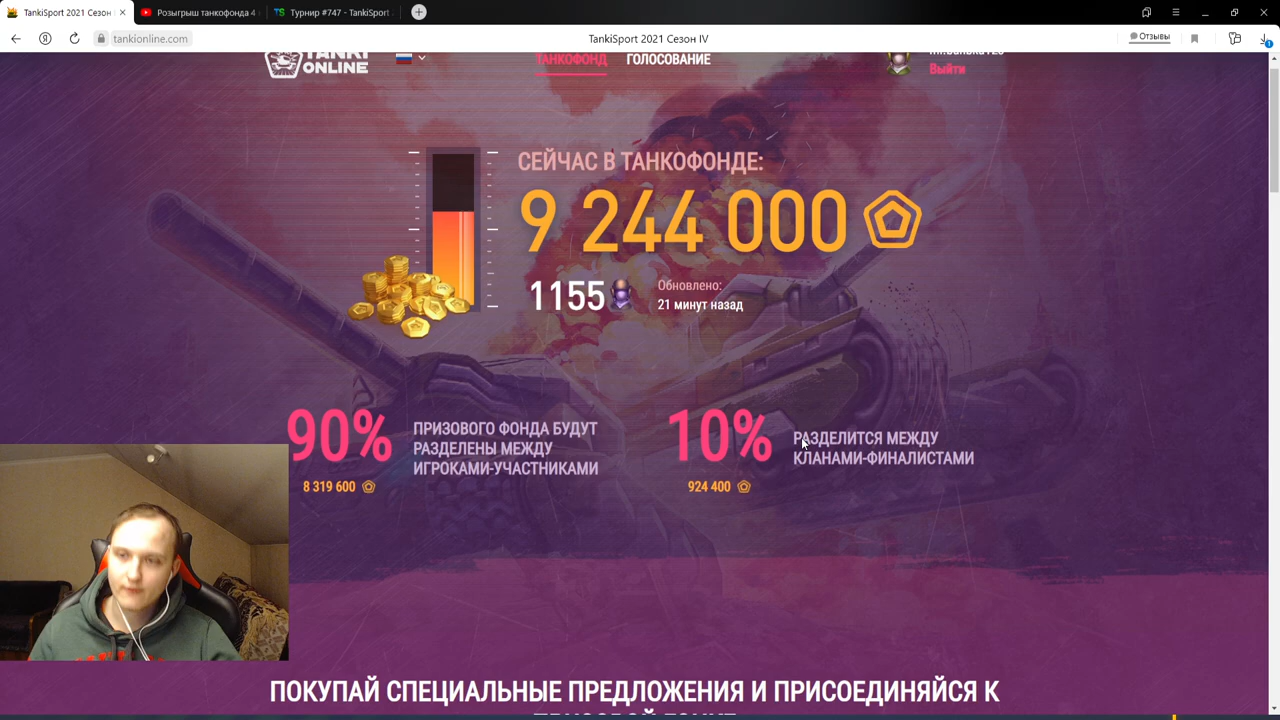 TankiSport 2021 Сезон
Розыгрыш танкофонда 4
Турнир #747 - TankiSport
tankionline.com
TankiSport 2021 Сезон IV
Отзывы
1
TANKI
ONLINE
ТАНКОФОНД
ГОЛОСОВАНИЕ
Выйти
СЕЙЧАС В ТАНКОФОНДЕ:
9 244 000
1155
Обновлено:
21 минут назад
90%
ПРИЗОВОГО ФОНДА БУДУТ
РАЗДЕЛЕНЫ МЕЖДУ
ИГРОКАМИ-УЧАСТНИКАМИ
8 319 600
10%
РАЗДЕЛИТСЯ МЕЖДУ
КЛАНАМИ-ФИНАЛИСТАМИ
924 400
ПОКУПАЙ СПЕЦИАЛЬНЫЕ ПРЕДЛОЖЕНИЯ И ПРИСОЕДИНЯЙСЯ К